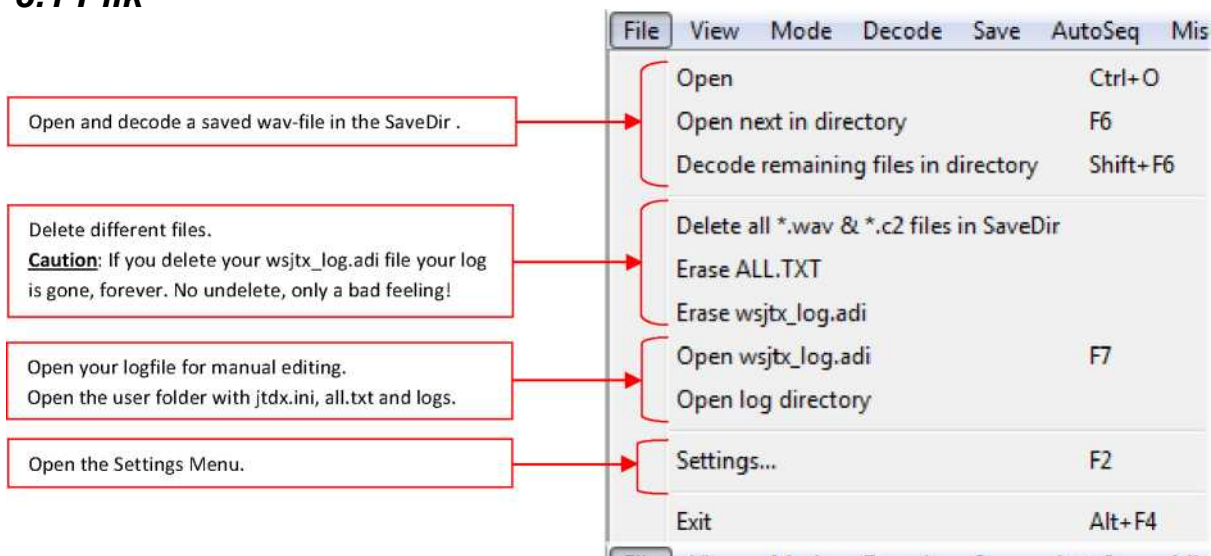 File View Mode Decode Save AutoSeq Mis
Open Ctrl+O
Open next in directory F6
Decode remaining files in directory Shift+F6
Open and decode a saved wav-file in the SaveDir .
Delete all *.wav & *.c2 files in SaveDir
Erase ALL.TXT
Erase wsjtx_log.adi
Delete different files.
Caution: If you delete your wsjtx_log.adi file your log
is gone, forever. No undelete, only a bad feeling!
Open wsjtx_log.adi F7
Open log directory
Open your logfile for manual editing.
Open the user folder with jtdx.ini, all.txt and logs.
Settings... F2
Open the Settings Menu.
Exit Alt+F4